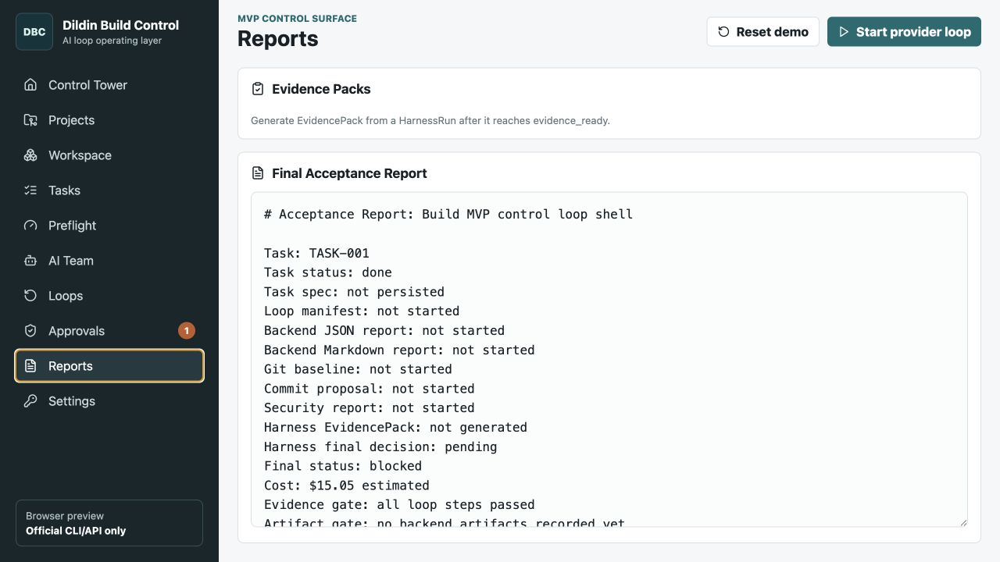 DBC
Dildin Build Control
AI loop operating layer
Control Tower
Projects
Workspace
Tasks
Preflight
AI Team
Loops
Approvals
1
Reports
Settings
Browser preview
Official CLI/API only
MVP CONTROL SURFACE
Reports
Reset demo
Start provider loop
Evidence Packs
Generate EvidencePack from a HarnessRun after it reaches evidence_ready.
Final Acceptance Report
# Acceptance Report: Build MVP control loop shell
Task: TASK-001
Task status: done
Task spec: not persisted
Loop manifest: not started
Backend JSON report: not started
Backend Markdown report: not started
Git baseline: not started
Commit proposal: not started
Security report: not started
Harness EvidencePack: not generated
Harness final decision: pending
Final status: blocked
Cost: $15.05 estimated
Evidence gate: all loop steps passed
Artifact gate: no backend artifacts recorded yet